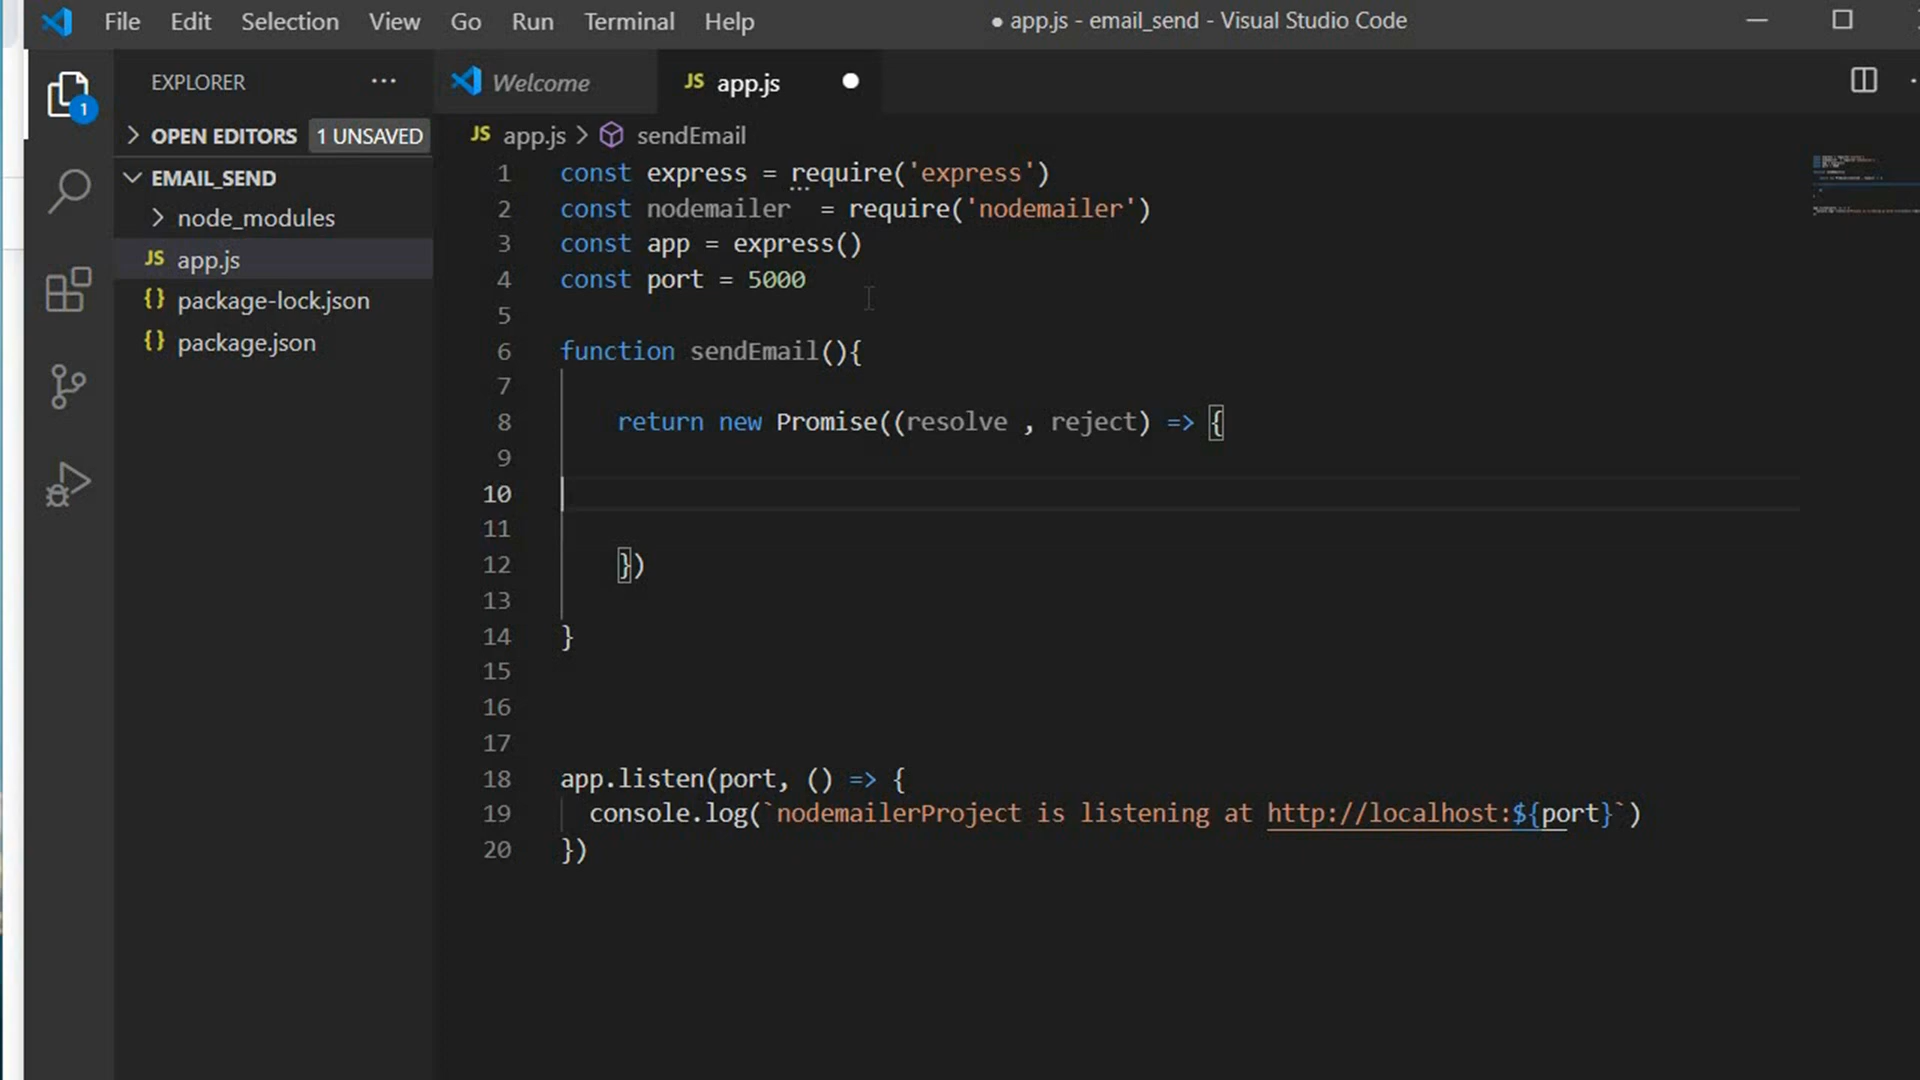 File Edit Selection View Go Run Terminal Help
● app.js - email_send - Visual Studio Code
EXPLORER
Welcome
JS app.js
1
OPEN EDITORS 1 UNSAVED
JS app.js > sendEmail
EMAIL_SEND
node_modules
JS app.js
{} package-lock.json
{} package.json
1 const express = require('express')
2 const nodemailer  = require('nodemailer')
3 const app = express()
4 const port = 5000
5
6 function sendEmail(){
7
8     return new Promise((resolve , reject) => {
9
10
11
12     })
13
14 }
15
16
17
18 app.listen(port, () => {
19   console.log(`nodemailerProject is listening at http://localhost:${port}`)
20 })